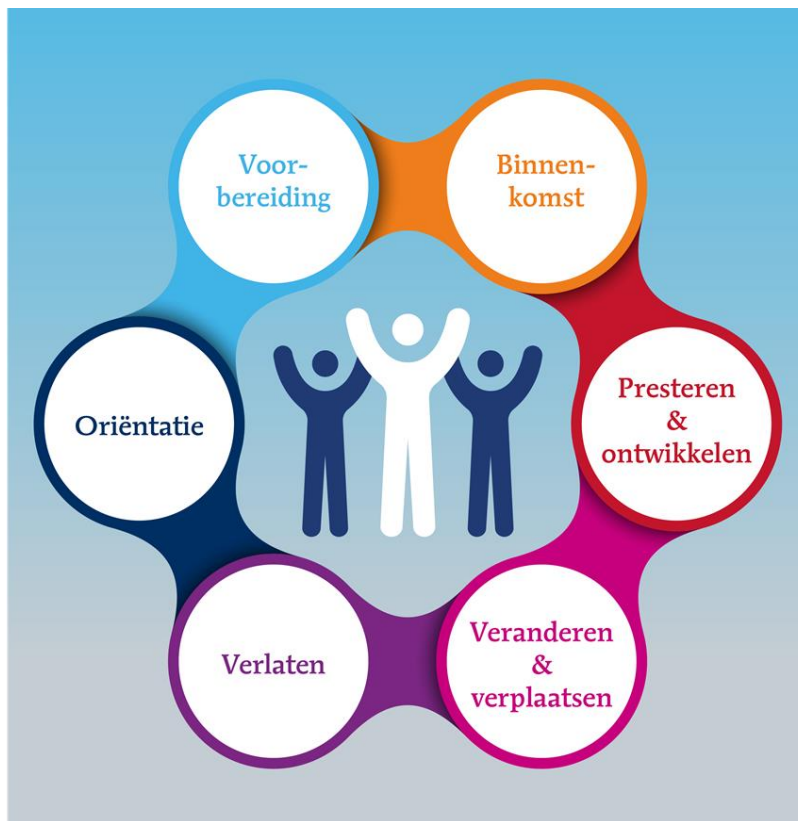 Voor-
bereiding
Binnen-
komst
Oriëntatie
Presteren
&
ontwikkelen
Verlaten
Veranderen
&
verplaatsen